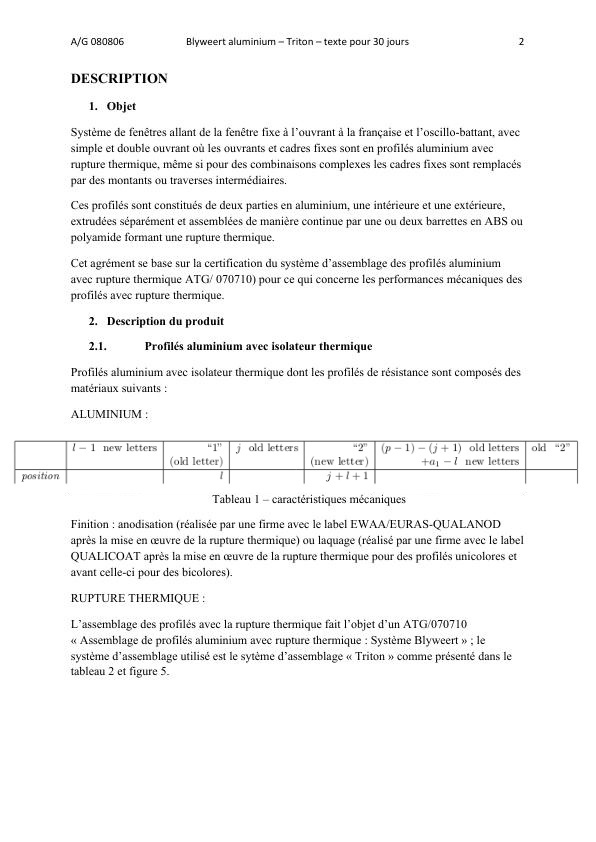 A/G 080806 Blyweert aluminium – Triton – texte pour 30 jours 2
DESCRIPTION
1. Objet
Système de fenêtres allant de la fenêtre fixe à l’ouvrant à la française et l’oscillo-battant, avec
simple et double ouvrant où les ouvrants et cadres fixes sont en profilés aluminium avec
rupture thermique, même si pour des combinaisons complexes les cadres fixes sont remplacés
par des montants ou traverses intermédiaires.
Ces profilés sont constitués de deux parties en aluminium, une intérieure et une extérieure,
extrudées séparément et assemblées de manière continue par une ou deux barrettes en ABS ou
polyamide formant une rupture thermique.
Cet agrément se base sur la certification du système d’assemblage des profilés aluminium
avec rupture thermique ATG/ 070710) pour ce qui concerne les performances mécaniques des
profilés avec rupture thermique.
2. Description du produit
2.1. Profilés aluminium avec isolateur thermique
Profilés aluminium avec isolateur thermique dont les profilés de résistance sont composés des
matériaux suivants :
ALUMINIUM :
l − 1 new letters “1” j old letters “2” (p − 1) − (j + 1) old letters old “2”
(old letter) (new letter) +a₁ − l new letters
position l j + l + 1
Tableau 1 – caractéristiques mécaniques
Finition : anodisation (réalisée par une firme avec le label EWAA/EURAS-QUALANOD
après la mise en œuvre de la rupture thermique) ou laquage (réalisé par une firme avec le label
QUALICOAT après la mise en œuvre de la rupture thermique pour des profilés unicolores et
avant celle-ci pour des bicolores).
RUPTURE THERMIQUE :
L’assemblage des profilés avec la rupture thermique fait l’objet d’un ATG/070710
« Assemblage de profilés aluminium avec rupture thermique : Système Blyweert » ; le
système d’assemblage utilisé est le sytème d’assemblage « Triton » comme présenté dans le
tableau 2 et figure 5.